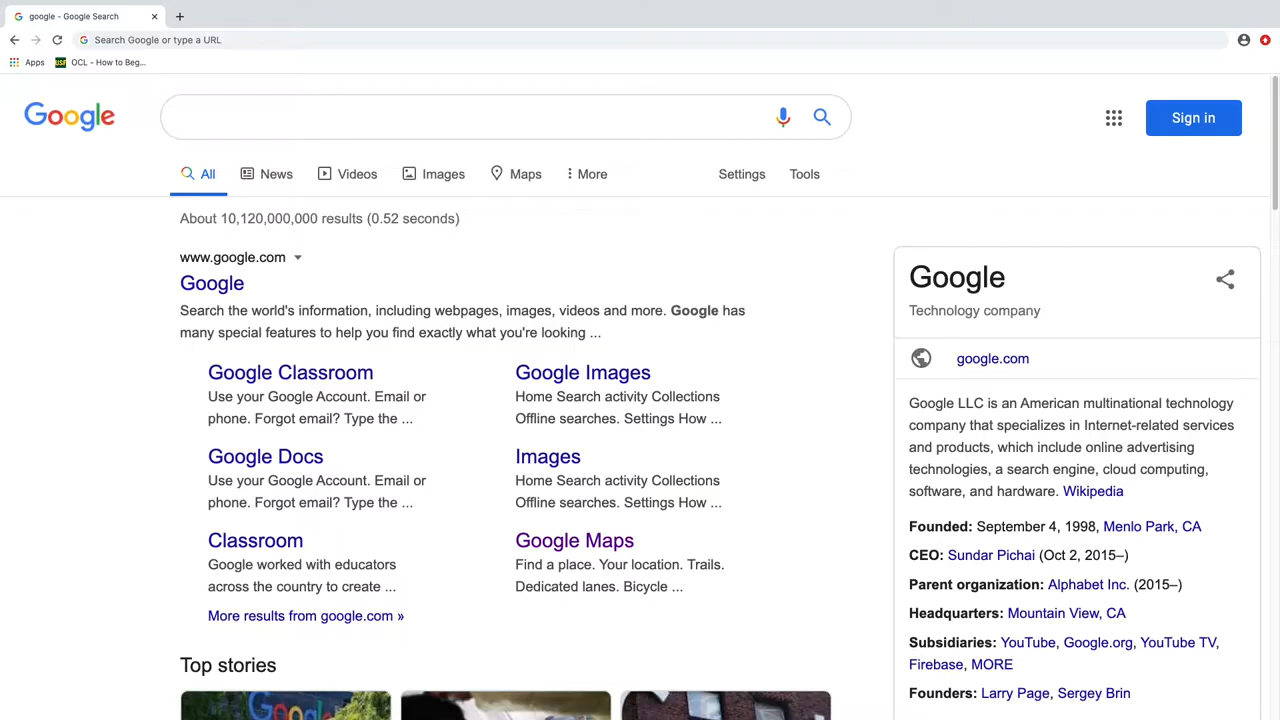 google - Google Search
Search Google or type a URL
Apps
USF
OCL - How to Beg...
Google
Sign in
All
News
Videos
Images
Maps
More
Settings
Tools
About 10,120,000,000 results (0.52 seconds)
www.google.com
Google
Search the world's information, including webpages, images, videos and more. Google has
many special features to help you find exactly what you're looking ...
Google Classroom
Use your Google Account. Email or
phone. Forgot email? Type the ...
Google Images
Home Search activity Collections
Offline searches. Settings How ...
Google Docs
Use your Google Account. Email or
phone. Forgot email? Type the ...
Images
Home Search activity Collections
Offline searches. Settings How ...
Classroom
Google worked with educators
across the country to create ...
Google Maps
Find a place. Your location. Trails.
Dedicated lanes. Bicycle ...
More results from google.com »
Top stories
Google
Google
Technology company
google.com
Google LLC is an American multinational technology
company that specializes in Internet-related services
and products, which include online advertising
technologies, a search engine, cloud computing,
software, and hardware. Wikipedia
Founded: September 4, 1998, Menlo Park, CA
CEO: Sundar Pichai (Oct 2, 2015–)
Parent organization: Alphabet Inc. (2015–)
Headquarters: Mountain View, CA
Subsidiaries: YouTube, Google.org, YouTube TV,
Firebase, MORE
Founders: Larry Page, Sergey Brin